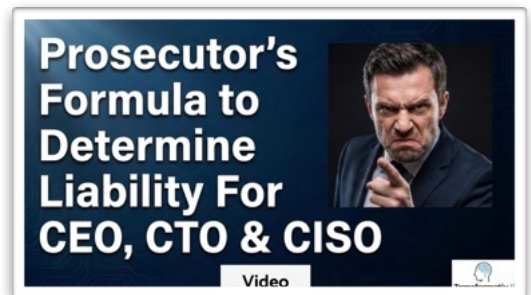 Prosecutor's
Formula to
Determine
Liability For
CEO, CTO & CISO
Video